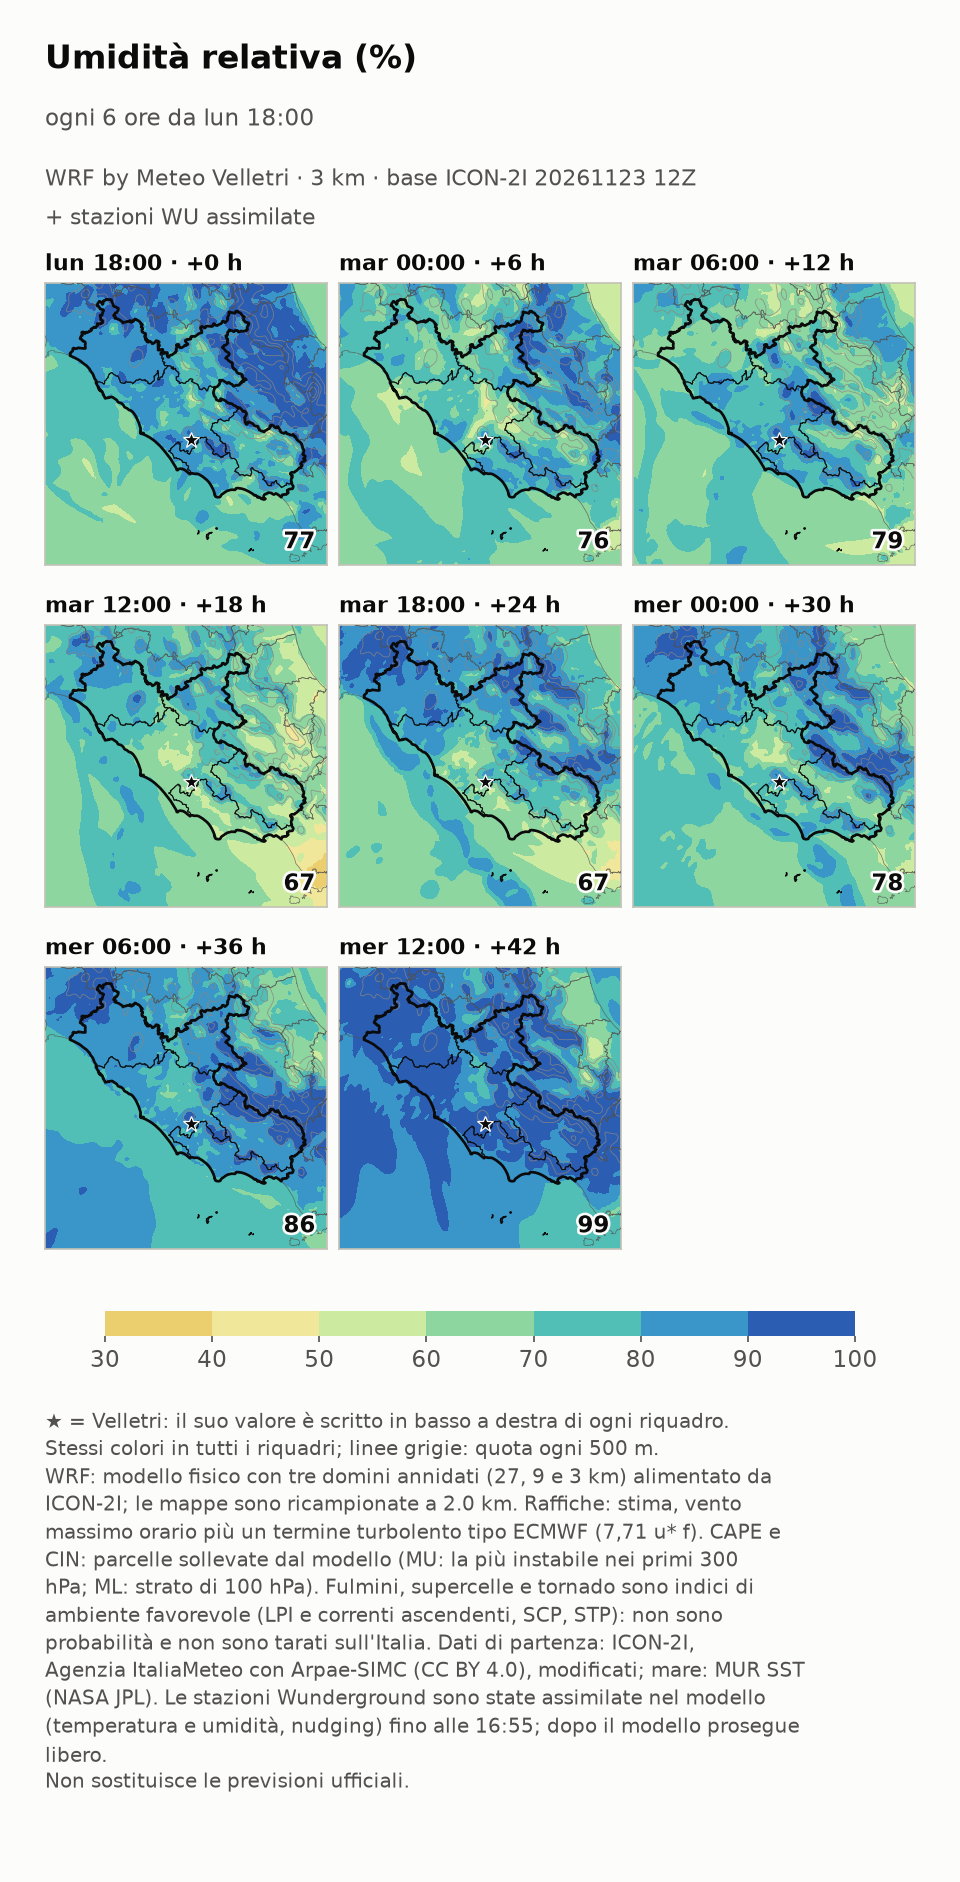 Umidità relativa (%)
ogni 6 ore da lun 18:00
WRF by Meteo Velletri · 3 km · base ICON-2I 20261123 12Z
+ stazioni WU assimilate
lun 18:00 · +0 h
mar 00:00 · +6 h
mar 06:00 · +12 h
77
76
79
mar 12:00 · +18 h
mar 18:00 · +24 h
mer 00:00 · +30 h
67
67
78
mer 06:00 · +36 h
mer 12:00 · +42 h
86
99
30 40 50 60 70 80 90 100
★ = Velletri: il suo valore è scritto in basso a destra di ogni riquadro.
Stessi colori in tutti i riquadri; linee grigie: quota ogni 500 m.
WRF: modello fisico con tre domini annidati (27, 9 e 3 km) alimentato da
ICON-2I; le mappe sono ricampionate a 2.0 km. Raffiche: stima, vento
massimo orario più un termine turbolento tipo ECMWF (7,71 u* f). CAPE e
CIN: parcelle sollevate dal modello (MU: la più instabile nei primi 300
hPa; ML: strato di 100 hPa). Fulmini, supercelle e tornado sono indici di
ambiente favorevole (LPI e correnti ascendenti, SCP, STP): non sono
probabilità e non sono tarati sull'Italia. Dati di partenza: ICON-2I,
Agenzia ItaliaMeteo con Arpae-SIMC (CC BY 4.0), modificati; mare: MUR SST
(NASA JPL). Le stazioni Wunderground sono state assimilate nel modello
(temperatura e umidità, nudging) fino alle 16:55; dopo il modello prosegue
libero.
Non sostituisce le previsioni ufficiali.